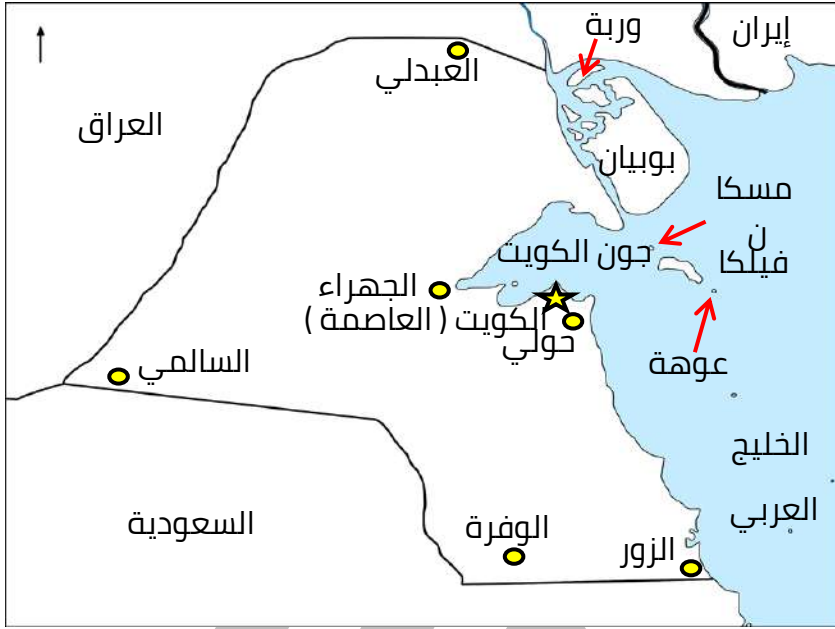 وربة
إيران
العبدلي
العراق
بوبيان
مسكا
ن
جون الكويت
فيلكا
الجهراء
الكويت ( العاصمة )
حولي
السالمي
عوهة
الخليج
العربي
السعودية
الوفرة
الزور